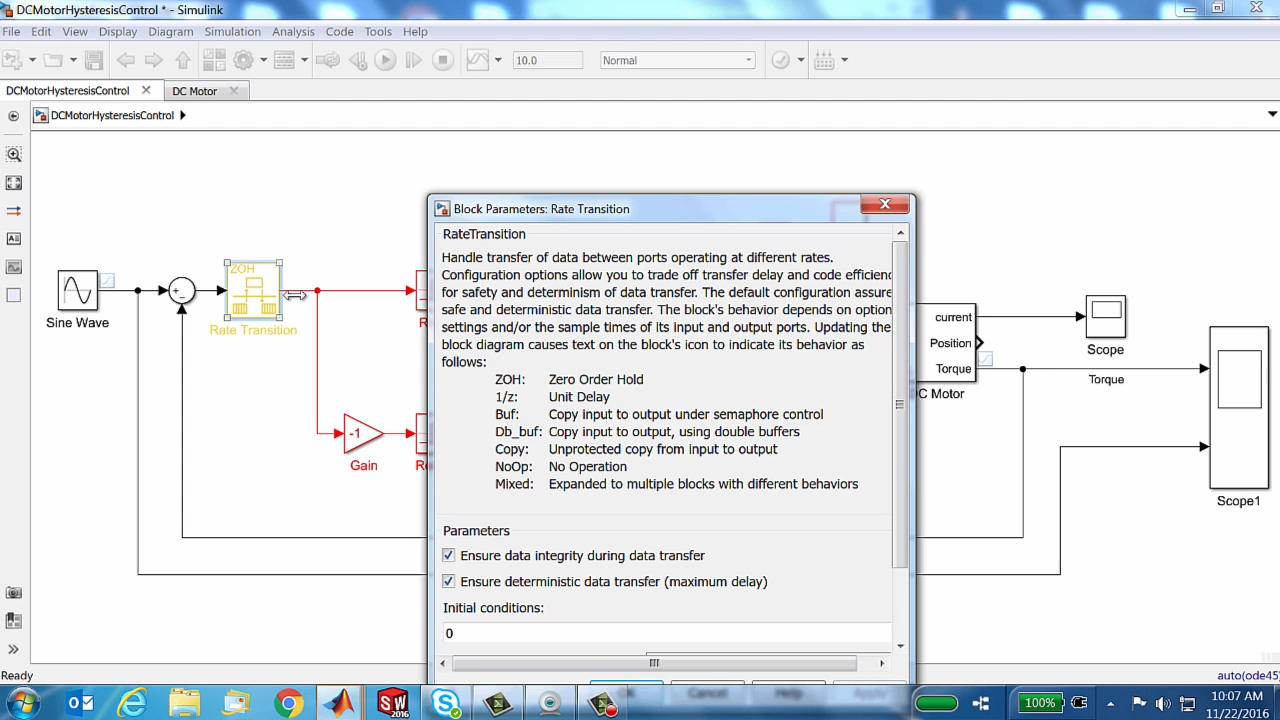 DCMotorHysteresisControl * - Simulink
File Edit View Display Diagram Simulation Analysis Code Tools Help
10.0 Normal
DCMotorHysteresisControl DC Motor
DCMotorHysteresisControl
Block Parameters: Rate Transition
RateTransition
Handle transfer of data between ports operating at different rates.
Configuration options allow you to trade off transfer delay and code efficienc
for safety and determinism of data transfer. The default configuration assure
safe and deterministic data transfer. The block's behavior depends on option
settings and/or the sample times of its input and output ports. Updating the
block diagram causes text on the block's icon to indicate its behavior as
follows:
ZOH: Zero Order Hold
1/z: Unit Delay
Buf: Copy input to output under semaphore control
Db_buf: Copy input to output, using double buffers
Copy: Unprotected copy from input to output
NoOp: No Operation
Mixed: Expanded to multiple blocks with different behaviors
Parameters
Ensure data integrity during data transfer
Ensure deterministic data transfer (maximum delay)
Initial conditions:
0
Cancel Help Apply
ZOH
Sine Wave
Rate Transition
-1
Gain
current
Position
Torque
C Motor
Scope
Torque
Scope1
Ready
auto(ode45)
SW
2016
100%
10:07 AM
11/22/2016